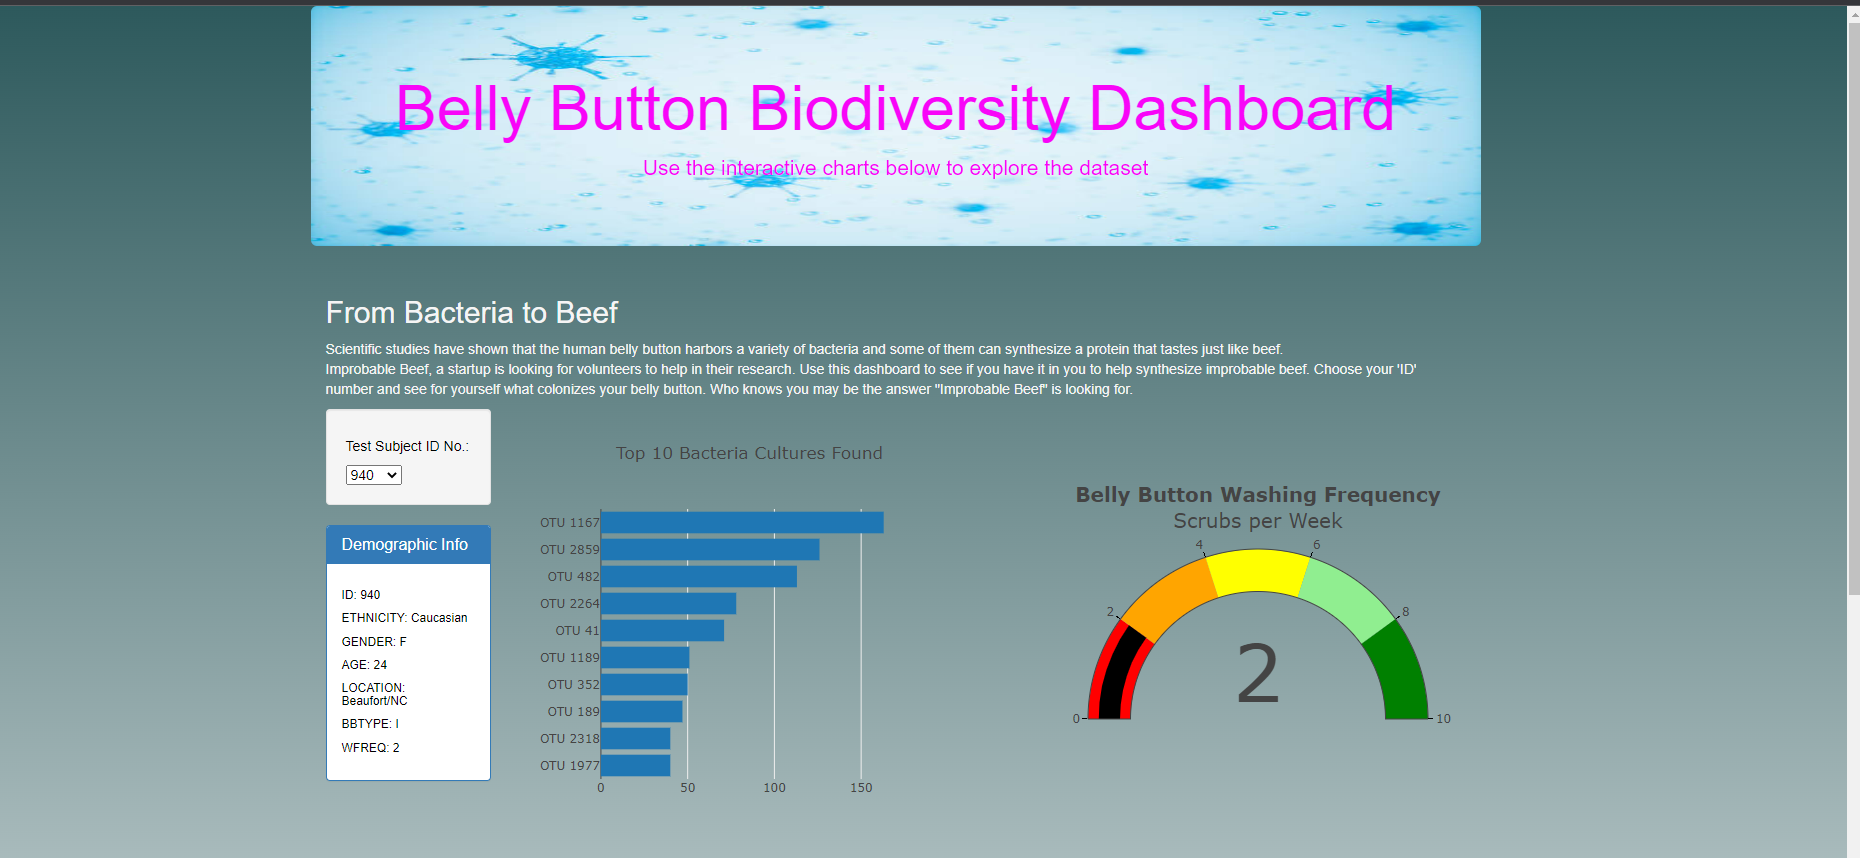 Belly Button Biodiversity Dashboard
Use the interactive charts below to explore the dataset
From Bacteria to Beef
Scientific studies have shown that the human belly button harbors a variety of bacteria and some of them can synthesize a protein that tastes just like beef.
Improbable Beef, a startup is looking for volunteers to help in their research. Use this dashboard to see if you have it in you to help synthesize improbable beef. Choose your 'ID'
number and see for yourself what colonizes your belly button. Who knows you may be the answer "Improbable Beef" is looking for.
Test Subject ID No.:
940
Demographic Info
ID: 940
ETHNICITY: Caucasian
GENDER: F
AGE: 24
LOCATION:
Beaufort/NC
BBTYPE: I
WFREQ: 2
Top 10 Bacteria Cultures Found
OTU 1167
OTU 2859
OTU 482
OTU 2264
OTU 41
OTU 1189
OTU 352
OTU 189
OTU 2318
OTU 1977
0 50 100 150
Belly Button Washing Frequency
Scrubs per Week
4 6
2 8
2
0 10